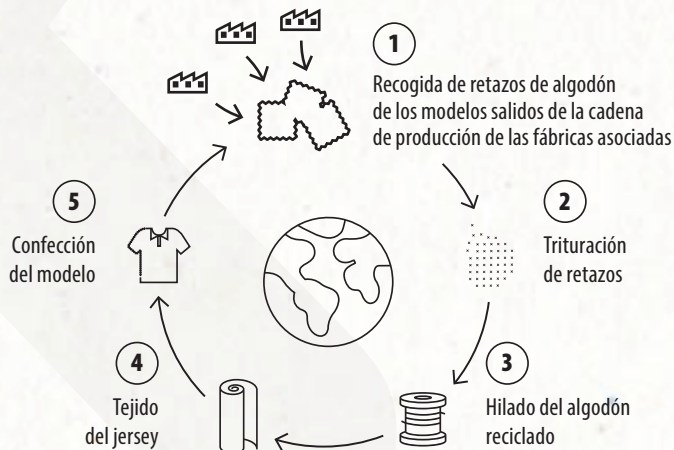 1
Recogida de retazos de algodón
de los modelos salidos de la cadena
de producción de las fábricas asociadas
2
Trituración
de retazos
3
Hilado del algodón
reciclado
4
Tejido
del jersey
5
Confección
del modelo